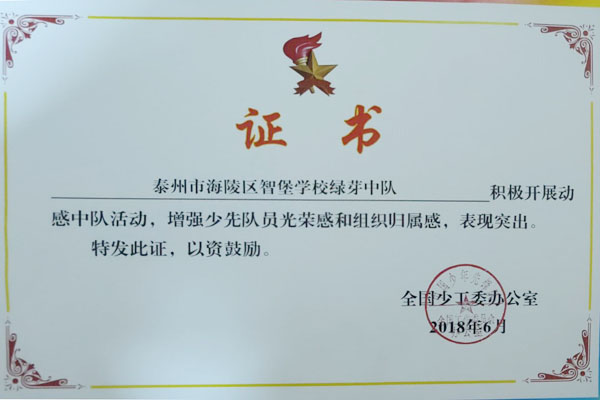 证书
泰州市海陵区智堡学校绿芽中队 积极开展动
感中队活动，增强少先队员光荣感和组织归属感，表现突出。
特发此证，以资鼓励。
全国少工委办公室
2018年6月